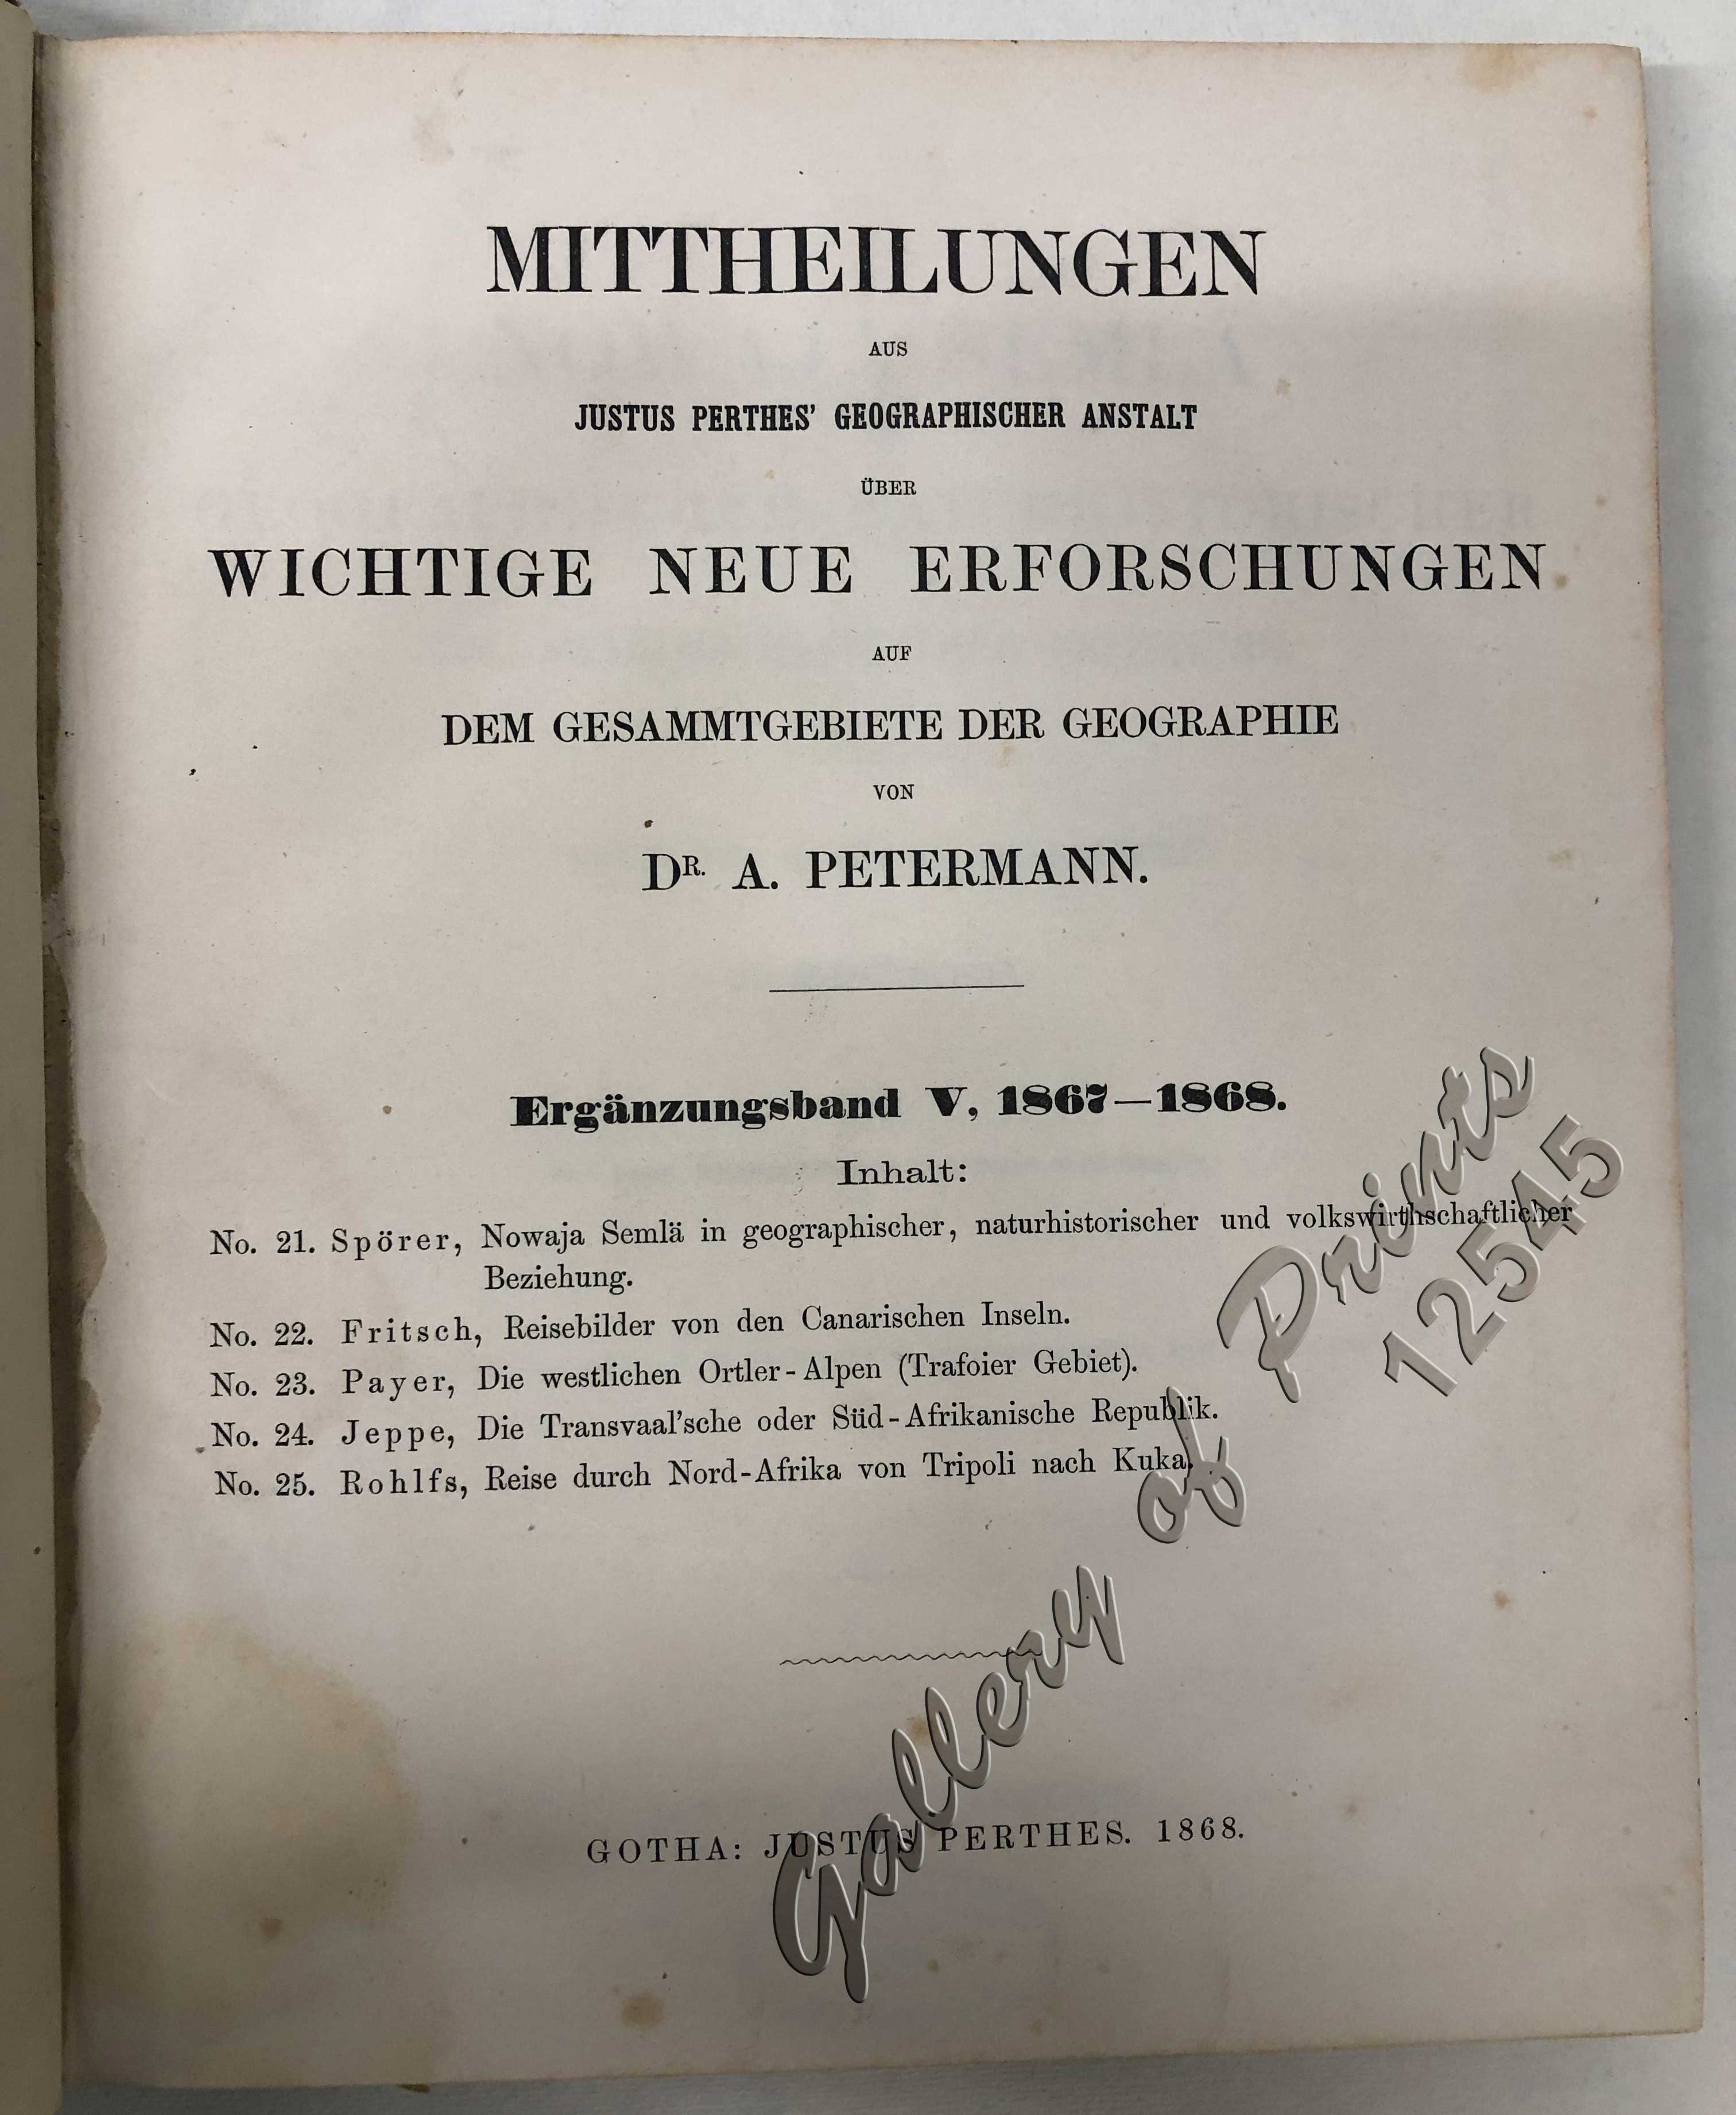 MITTHEILUNGEN
AUS
JUSTUS PERTHES' GEOGRAPHISCHER ANSTALT
ÜBER
WICHTIGE NEUE ERFORSCHUNGEN
AUF
DEM GESAMMTGEBIETE DER GEOGRAPHIE
VON
DR. A. PETERMANN.
Ergänzungsband V, 1867—1868.
Inhalt:
No. 21. Spörer, Nowaja Semlä in geographischer, naturhistorischer und volkswirthschaftlicher
Beziehung.
No. 22. Fritsch, Reisebilder von den Canarischen Inseln.
No. 23. Payer, Die westlichen Ortler-Alpen (Trafoier Gebiet).
No. 24. Jeppe, Die Transvaal'sche oder Süd-Afrikanische Republik.
No. 25. Rohlfs, Reise durch Nord-Afrika von Tripoli nach Kuka.
GOTHA: JUSTUS PERTHES. 1868.
Gallery of Prints
12545